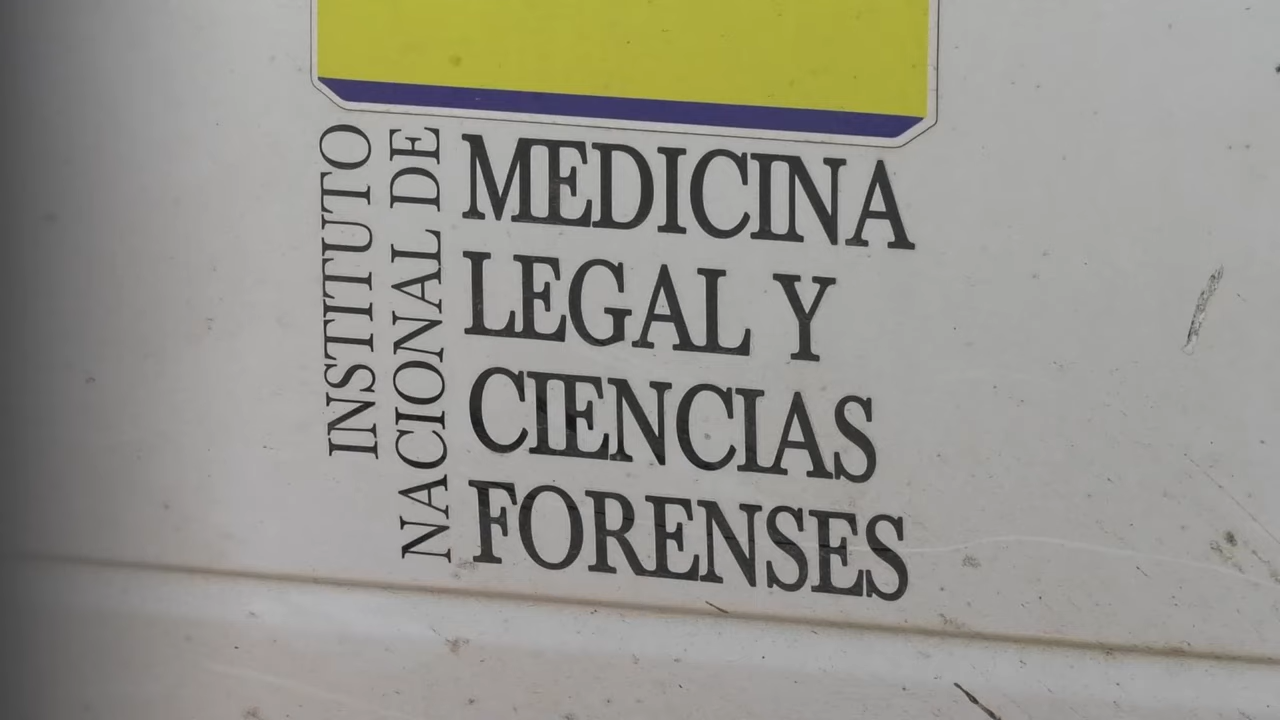 INSTITUTO
NACIONAL DE
MEDICINA
LEGAL Y
CIENCIAS
FORENSES